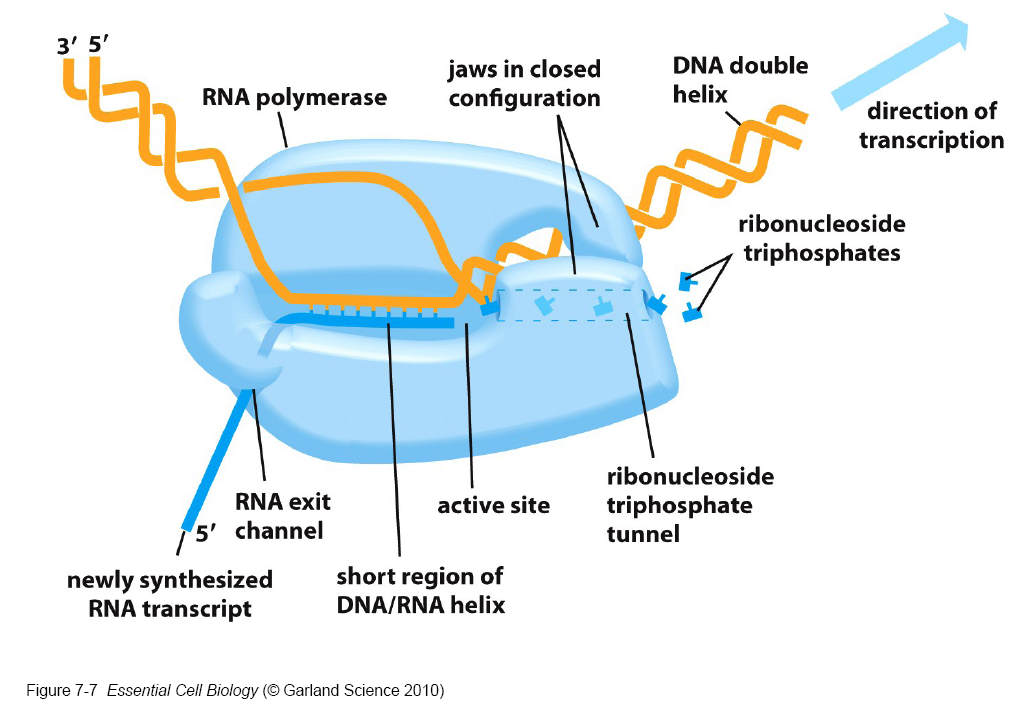 3′ 5′
RNA polymerase
jaws in closed
configuration
DNA double
helix
direction of
transcription
ribonucleoside
triphosphates
RNA exit
channel
5′
active site
ribonucleoside
triphosphate
tunnel
newly synthesized
RNA transcript
short region of
DNA/RNA helix
Figure 7-7 Essential Cell Biology (© Garland Science 2010)